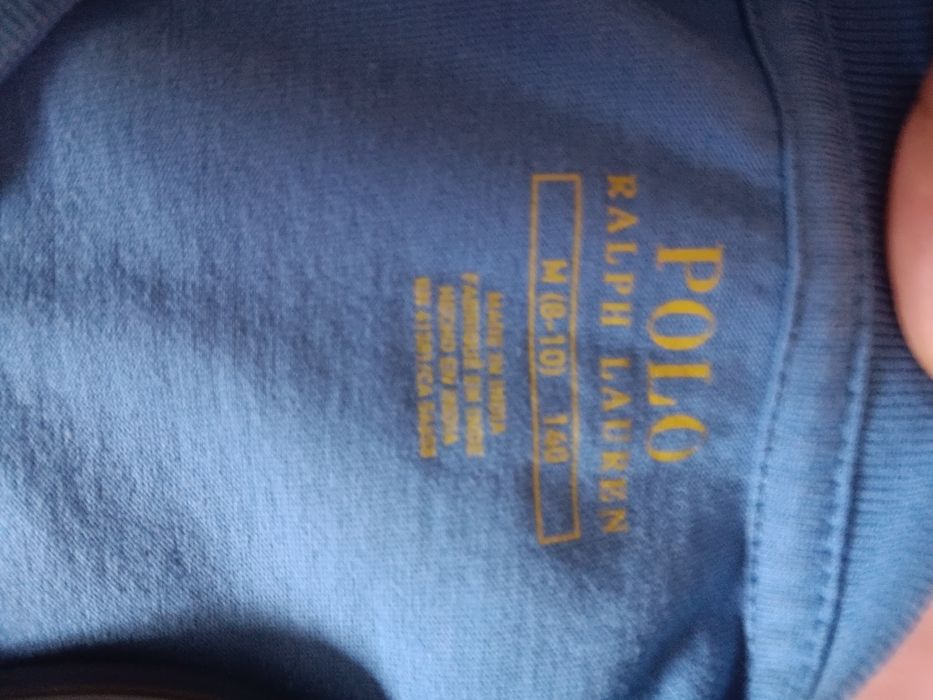 POLO
RALPH LAUREN
M (8-10) 140
MADE IN INDIA
FABRIQUÉ EN INDE
HECHO EN INDIA